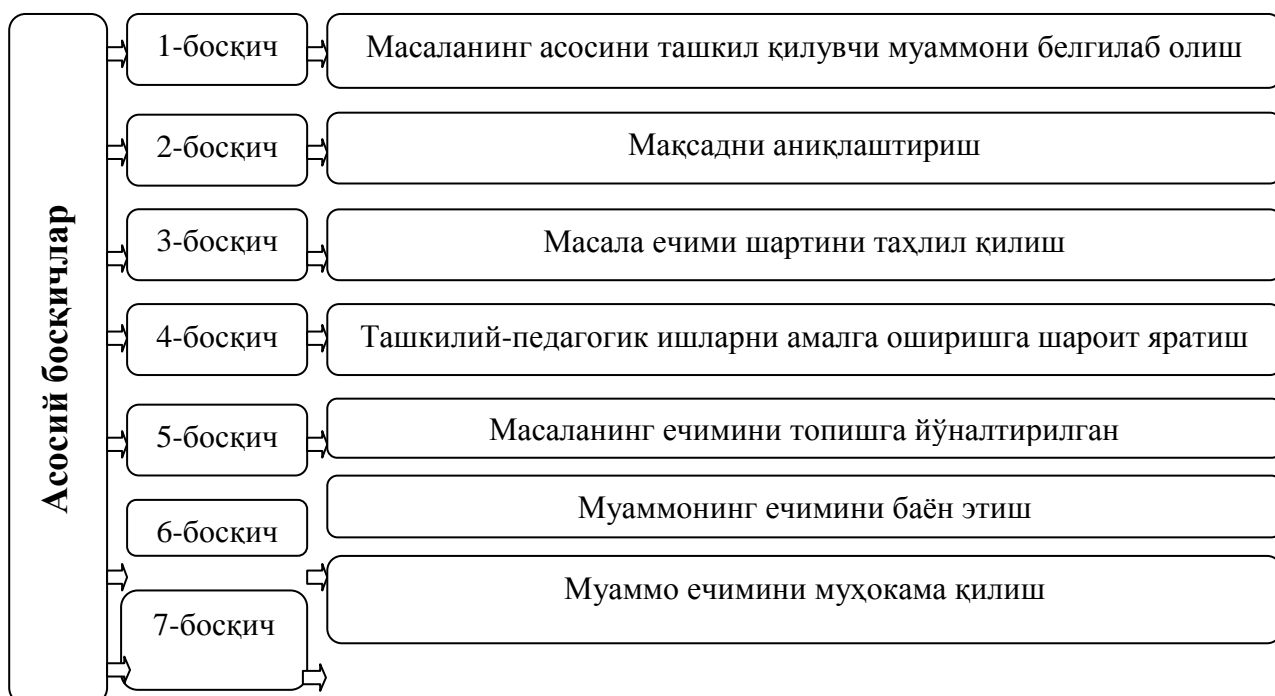 Асосий босқичлар
1-босқич
Масаланинг асосини ташкил қилувчи муаммони белгилаб олиш
2-босқич
Мақсадни аниқлаштириш
3-босқич
Масала ечими шартини таҳлил қилиш
4-босқич
Ташкилий-педагогик ишларни амалга оширишга шароит яратиш
5-босқич
Масаланинг ечимини топишга йўналтирилган
6-босқич
Муаммонинг ечимини баён этиш
7-босқич
Муаммо ечимини муҳокама қилиш